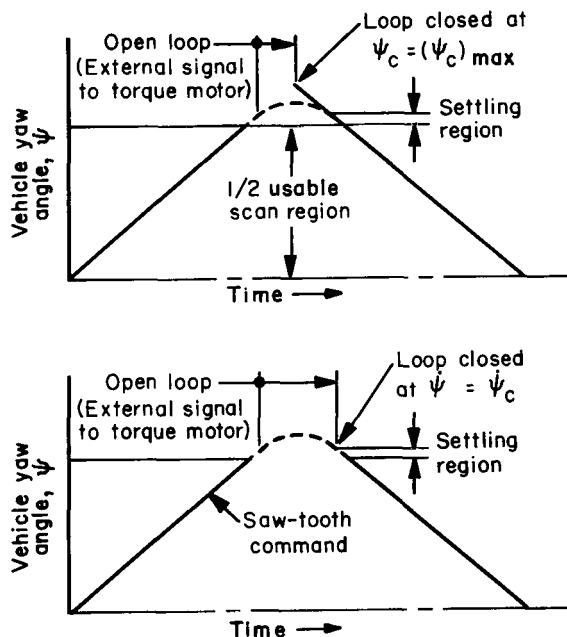 Open loop
(External signal
to torque motor)
Loop closed at
ψc = (ψc) max
Settling
region
Vehicle yaw
angle, ψ
1/2 usable
scan region
Time
Open loop
(External signal
to torque motor)
Loop closed
at ψ̇ = ψ̇c
Settling
region
Vehicle yaw
angle, ψ
Saw-tooth
command
Time